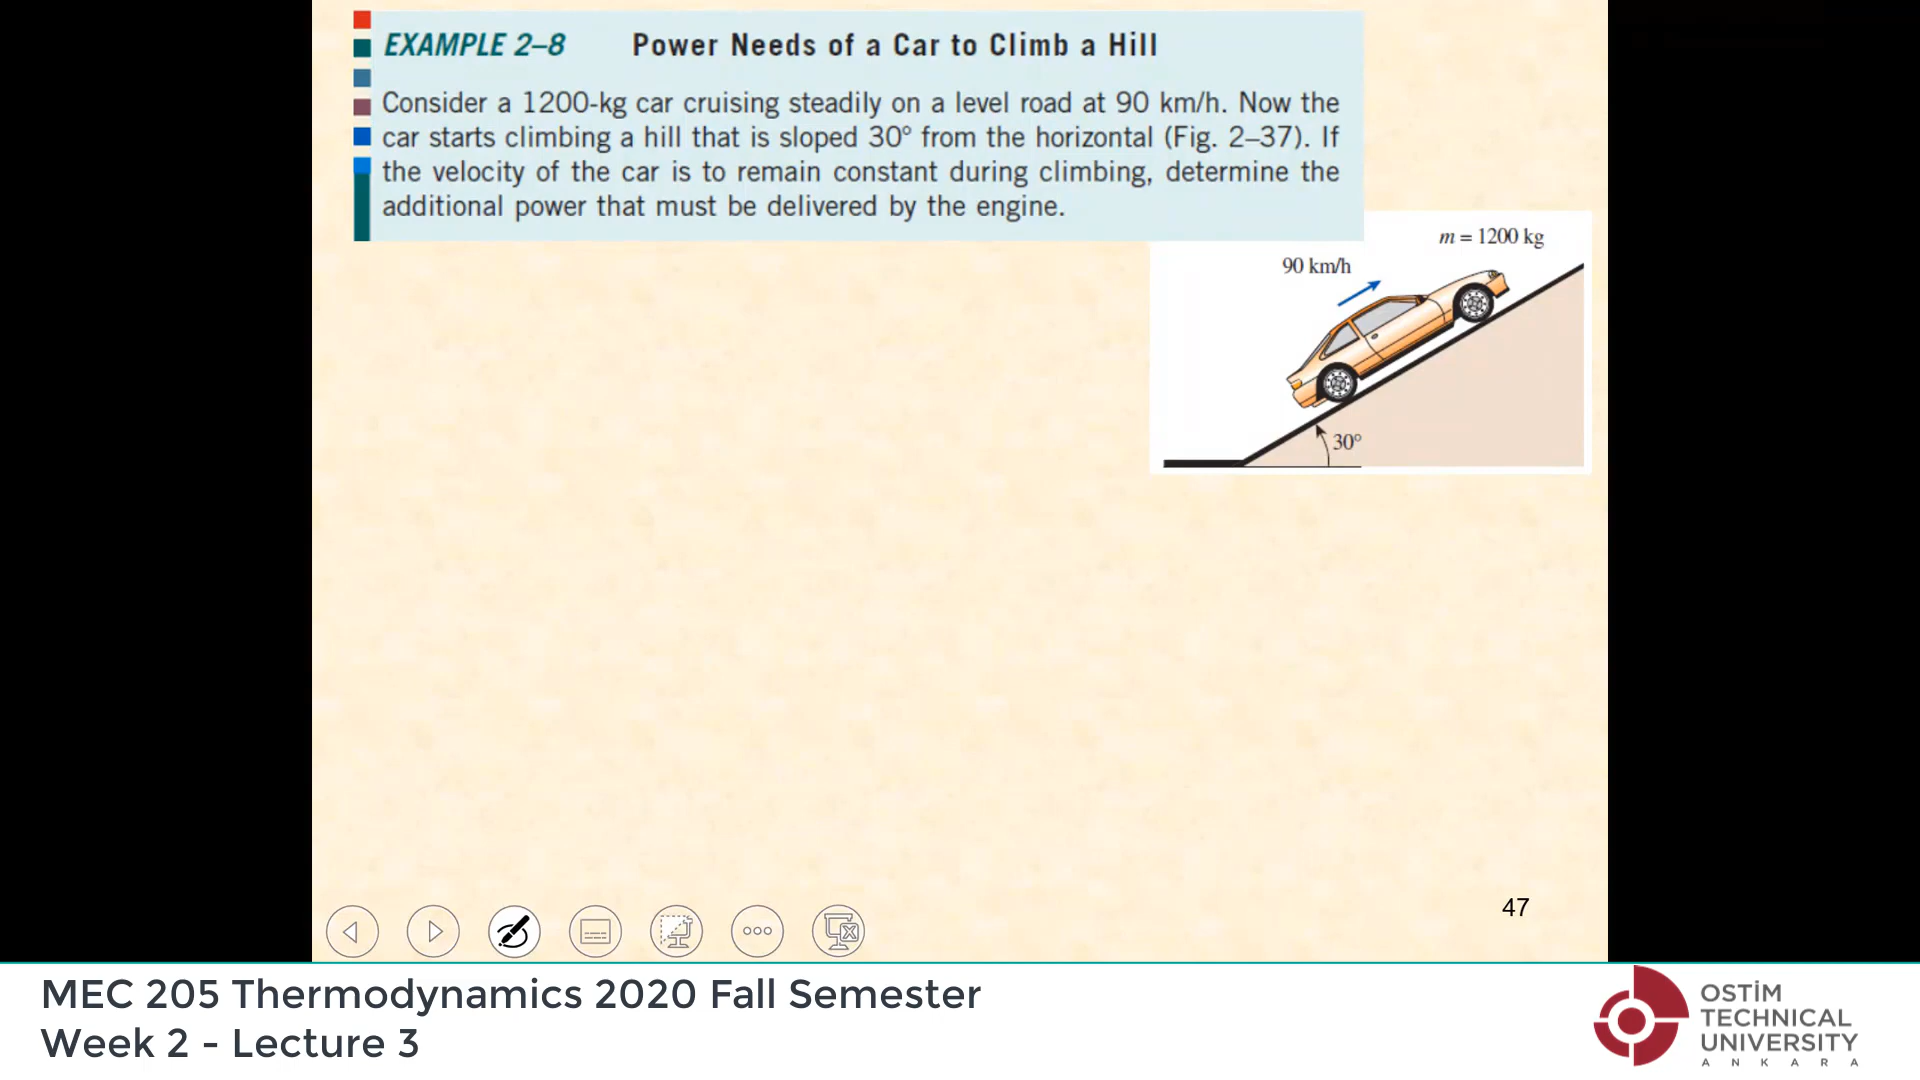 EXAMPLE 2–8 Power Needs of a Car to Climb a Hill
Consider a 1200-kg car cruising steadily on a level road at 90 km/h. Now the
car starts climbing a hill that is sloped 30° from the horizontal (Fig. 2–37). If
the velocity of the car is to remain constant during climbing, determine the
additional power that must be delivered by the engine.
m = 1200 kg
90 km/h
30°
47
MEC 205 Thermodynamics 2020 Fall Semester
Week 2 - Lecture 3
OSTİM
TECHNICAL
UNIVERSITY
ANKARA